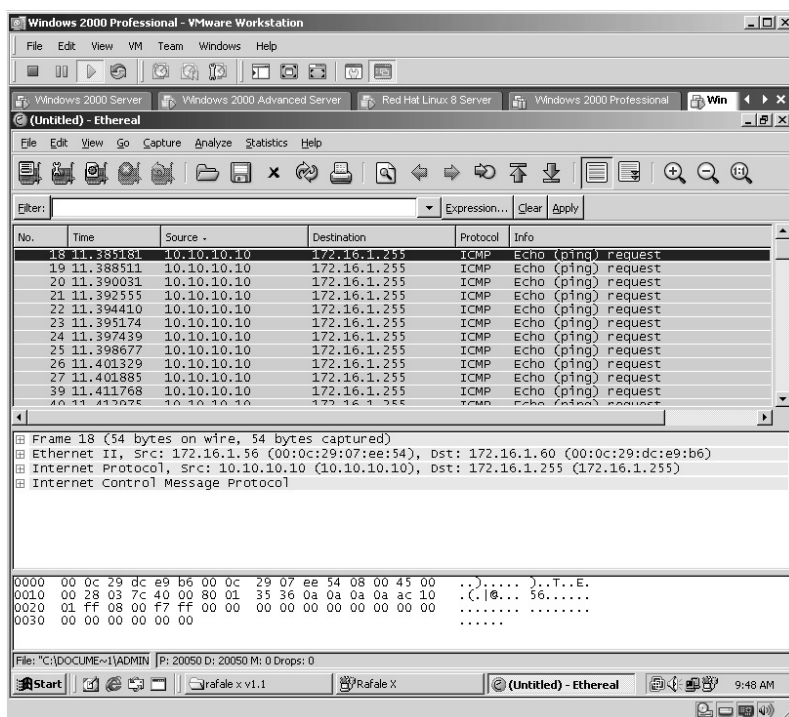 Windows 2000 Professional - VMware Workstation
File Edit View VM Team Windows Help
Windows 2000 Server Windows 2000 Advanced Server Red Hat Linux 8 Server Windows 2000 Professional Win
(Untitled) - Ethereal
File Edit View Go Capture Analyze Statistics Help
Filter: Expression... Clear Apply
No. Time Source Destination Protocol Info
18 11.385181 10.10.10.10 172.16.1.255 ICMP Echo (ping) request
19 11.388511 10.10.10.10 172.16.1.255 ICMP Echo (ping) request
20 11.390031 10.10.10.10 172.16.1.255 ICMP Echo (ping) request
21 11.392555 10.10.10.10 172.16.1.255 ICMP Echo (ping) request
22 11.394410 10.10.10.10 172.16.1.255 ICMP Echo (ping) request
23 11.395174 10.10.10.10 172.16.1.255 ICMP Echo (ping) request
24 11.397439 10.10.10.10 172.16.1.255 ICMP Echo (ping) request
25 11.398677 10.10.10.10 172.16.1.255 ICMP Echo (ping) request
26 11.401329 10.10.10.10 172.16.1.255 ICMP Echo (ping) request
27 11.401885 10.10.10.10 172.16.1.255 ICMP Echo (ping) request
39 11.411768 10.10.10.10 172.16.1.255 ICMP Echo (ping) request
40 11.412975 10.10.10.10 172.16.1.255 ICMP Echo (ping) request
Frame 18 (54 bytes on wire, 54 bytes captured)
Ethernet II, Src: 172.16.1.56 (00:0c:29:07:ee:54), Dst: 172.16.1.60 (00:0c:29:dc:e9:b6)
Internet Protocol, Src: 10.10.10.10 (10.10.10.10), Dst: 172.16.1.255 (172.16.1.255)
Internet Control Message Protocol
0000 00 0c 29 dc e9 b6 00 0c 29 07 ee 54 08 00 45 00 ..)..... )..T..E.
0010 00 28 03 7c 40 00 80 01 35 36 0a 0a 0a 0a ac 10 .(.|@... 56......
0020 01 ff 08 00 f7 ff 00 00 00 00 00 00 00 00 00 00 ........ ........
0030 00 00 00 00 00 00 ......
File: "C:\DOCUME~1\ADMIN P: 20050 D: 20050 M: 0 Drops: 0
Start rafale x v1.1 Rafale X (Untitled) - Ethereal 9:48 AM